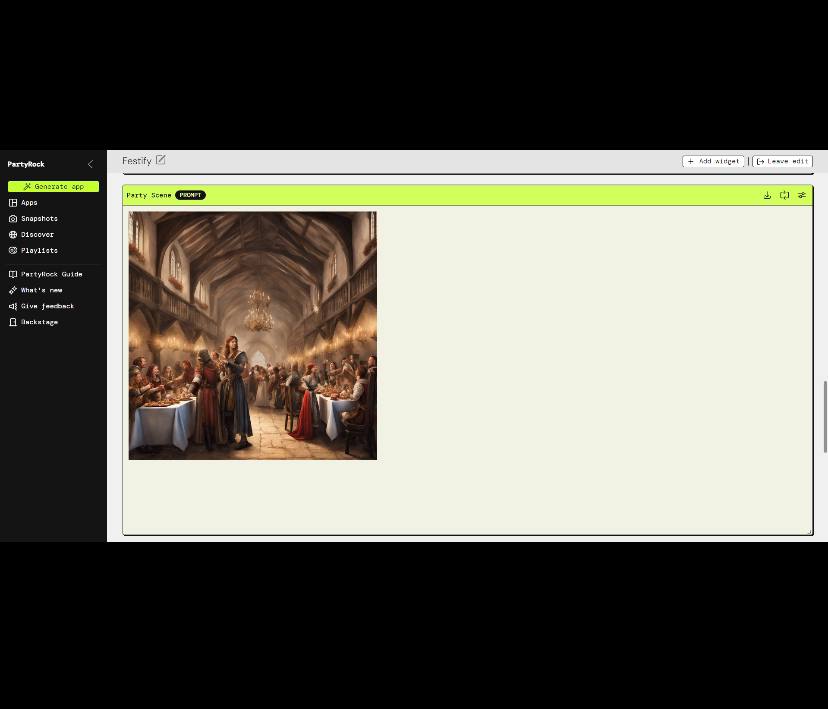 PartyRock
Generate app
Apps
Snapshots
Discover
Playlists
PartyRock Guide
What's new
Give feedback
Backstage
Festify
Add widget
Leave edit
Party Scene PROMPT